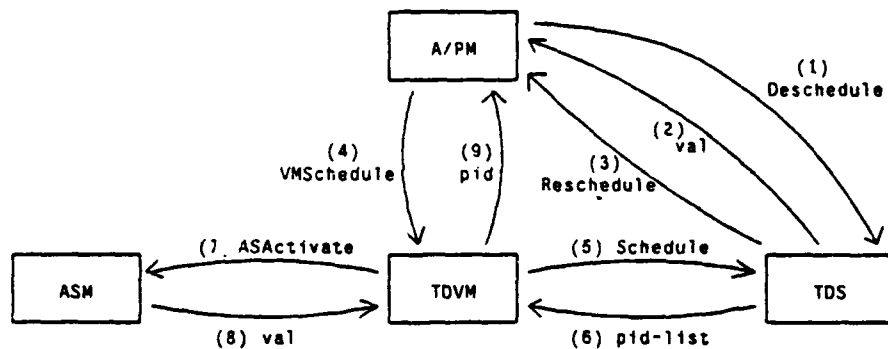 A/PM
(1)
Deschedule
(2)
val
(3)
Reschedule
(4)
VMSchedule
(9)
pid
(7 ASActivate
(5) Schedule
ASM
TDVM
TDS
(8) val
(6) pid-list